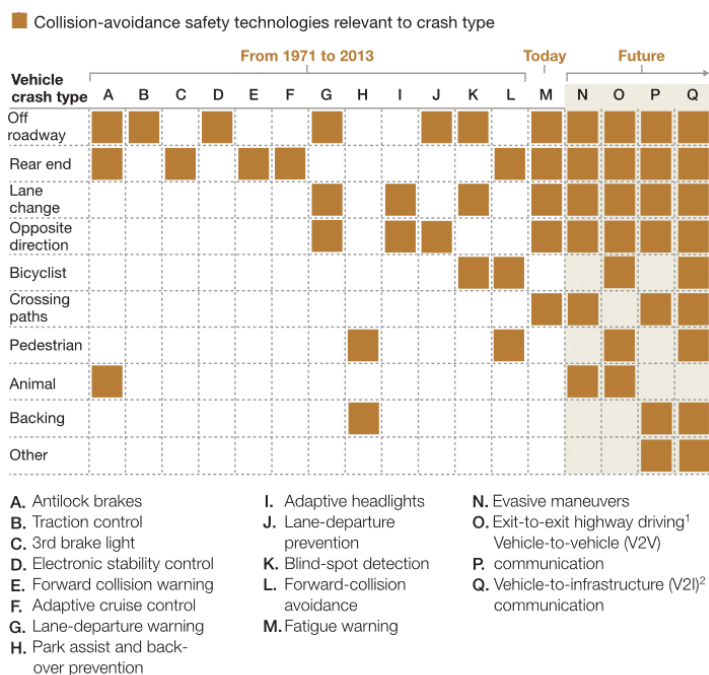 Collision-avoidance safety technologies relevant to crash type
From 1971 to 2013 Today Future
Vehicle
crash type A B C D E F G H I J K L M N O P Q
Off
roadway
Rear end
Lane
change
Opposite
direction
Bicyclist
Crossing
paths
Pedestrian
Animal
Backing
Other
A. Antilock brakes
B. Traction control
C. 3rd brake light
D. Electronic stability control
E. Forward collision warning
F. Adaptive cruise control
G. Lane-departure warning
H. Park assist and back-
over prevention
I. Adaptive headlights
J. Lane-departure
prevention
K. Blind-spot detection
L. Forward-collision
avoidance
M. Fatigue warning
N. Evasive maneuvers
O. Exit-to-exit highway driving¹
Vehicle-to-vehicle (V2V)
P. communication
Q. Vehicle-to-infrastructure (V2I)²
communication